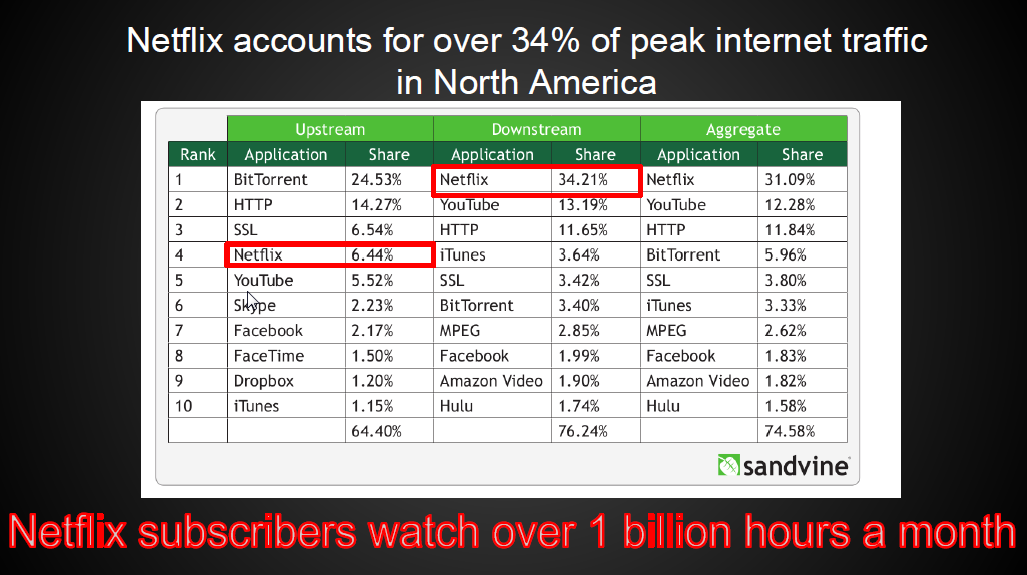 Netflix accounts for over 34% of peak internet traffic
in North America
Upstream Downstream Aggregate
Rank Application Share Application Share Application Share
1 BitTorrent 24.53% Netflix 34.21% Netflix 31.09%
2 HTTP 14.27% YouTube 13.19% YouTube 12.28%
3 SSL 6.54% HTTP 11.65% HTTP 11.84%
4 Netflix 6.44% iTunes 3.64% BitTorrent 5.96%
5 YouTube 5.52% SSL 3.42% SSL 3.80%
6 Skype 2.23% BitTorrent 3.40% iTunes 3.33%
7 Facebook 2.17% MPEG 2.85% MPEG 2.62%
8 FaceTime 1.50% Facebook 1.99% Facebook 1.83%
9 Dropbox 1.20% Amazon Video 1.90% Amazon Video 1.82%
10 iTunes 1.15% Hulu 1.74% Hulu 1.58%
64.40% 76.24% 74.58%
sandvine
Netflix subscribers watch over 1 billion hours a month